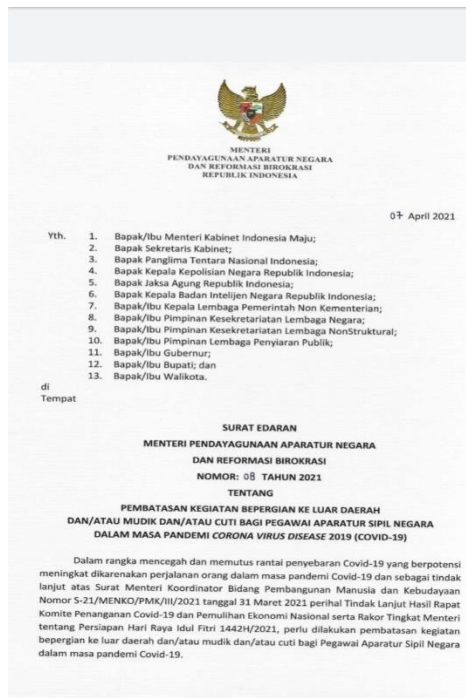 MENTERI
PENDAYAGUNAAN APARATUR NEGARA
DAN REFORMASI BIROKRASI
REPUBLIK INDONESIA
07 April 2021
Yth. 1. Bapak/Ibu Menteri Kabinet Indonesia Maju;
2. Bapak Sekretaris Kabinet;
3. Bapak Panglima Tentara Nasional Indonesia;
4. Bapak Kepala Kepolisian Negara Republik Indonesia;
5. Bapak Jaksa Agung Republik Indonesia;
6. Bapak Kepala Badan Intelijen Negara Republik Indonesia;
7. Bapak/Ibu Kepala Lembaga Pemerintah Non Kementerian;
8. Bapak/Ibu Pimpinan Kesekretariatan Lembaga Negara;
9. Bapak/Ibu Pimpinan Kesekretariatan Lembaga NonStruktural;
10. Bapak/Ibu Pimpinan Lembaga Penyiaran Publik;
11. Bapak/Ibu Gubernur;
12. Bapak/Ibu Bupati; dan
13. Bapak/Ibu Walikota.
di
Tempat
SURAT EDARAN
MENTERI PENDAYAGUNAAN APARATUR NEGARA
DAN REFORMASI BIROKRASI
NOMOR: 08 TAHUN 2021
TENTANG
PEMBATASAN KEGIATAN BEPERGIAN KE LUAR DAERAH
DAN/ATAU MUDIK DAN/ATAU CUTI BAGI PEGAWAI APARATUR SIPIL NEGARA
DALAM MASA PANDEMI CORONA VIRUS DISEASE 2019 (COVID-19)
Dalam rangka mencegah dan memutus rantai penyebaran Covid-19 yang berpotensi
meningkat dikarenakan perjalanan orang dalam masa pandemi Covid-19 dan sebagai tindak
lanjut atas Surat Menteri Koordinator Bidang Pembangunan Manusia dan Kebudayaan
Nomor S-21/MENKO/PMK/III/2021 tanggal 31 Maret 2021 perihal Tindak Lanjut Hasil Rapat
Komite Penanganan Covid-19 dan Pemulihan Ekonomi Nasional serta Rakor Tingkat Menteri
tentang Persiapan Hari Raya Idul Fitri 1442H/2021, perlu dilakukan pembatasan kegiatan
bepergian ke luar daerah dan/atau mudik dan/atau cuti bagi Pegawai Aparatur Sipil Negara
dalam masa pandemi Covid-19.